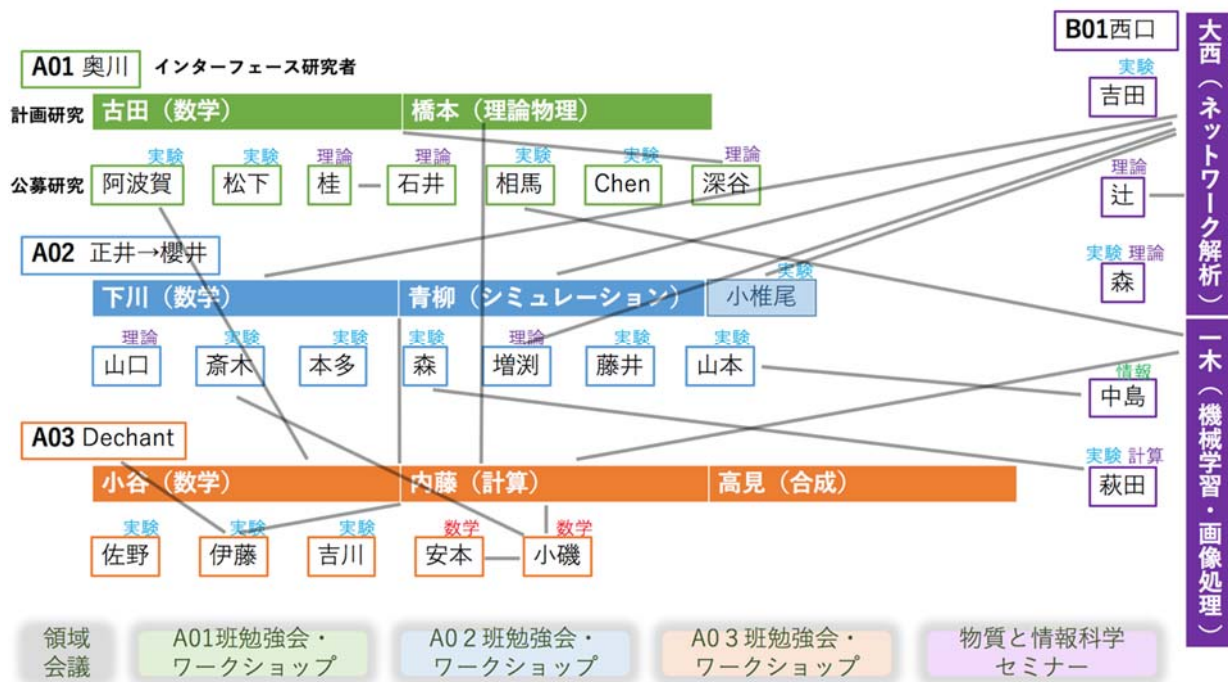 B01西口
A01 奥川 インターフェース研究者
実験
吉田
計画研究 古田（数学） 橋本（理論物理）
実験 実験 理論 理論 実験 実験 理論
公募研究 阿波賀 松下 桂 石井 相馬 Chen 深谷
理論
辻
A02 正井→櫻井
実験 理論
森
実験
下川（数学） 青柳（シミュレーション） 小椎尾
理論 実験 実験 実験 理論 実験 実験
山口 斎木 本多 森 増渕 藤井 山本
情報
中島
A03 Dechant
実験 計算
萩田
小谷（数学） 内藤（計算） 高見（合成）
実験 実験 実験 数学 数学
佐野 伊藤 吉川 安本 小磯
大西（ネットワーク解析）
一木（機械学習・画像処理）
領域
会議
A01班勉強会・
ワークショップ
A0２班勉強会・
ワークショップ
A0３班勉強会・
ワークショップ
物質と情報科学
セミナー